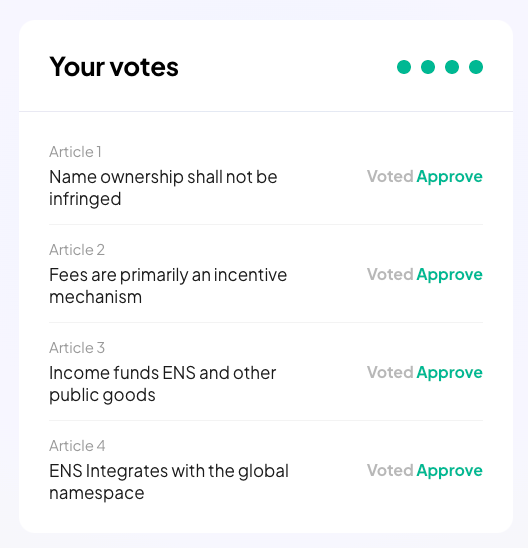 Your votes
Article 1
Name ownership shall not be
infringed
Voted Approve
Article 2
Fees are primarily an incentive
mechanism
Voted Approve
Article 3
Income funds ENS and other
public goods
Voted Approve
Article 4
ENS Integrates with the global
namespace
Voted Approve